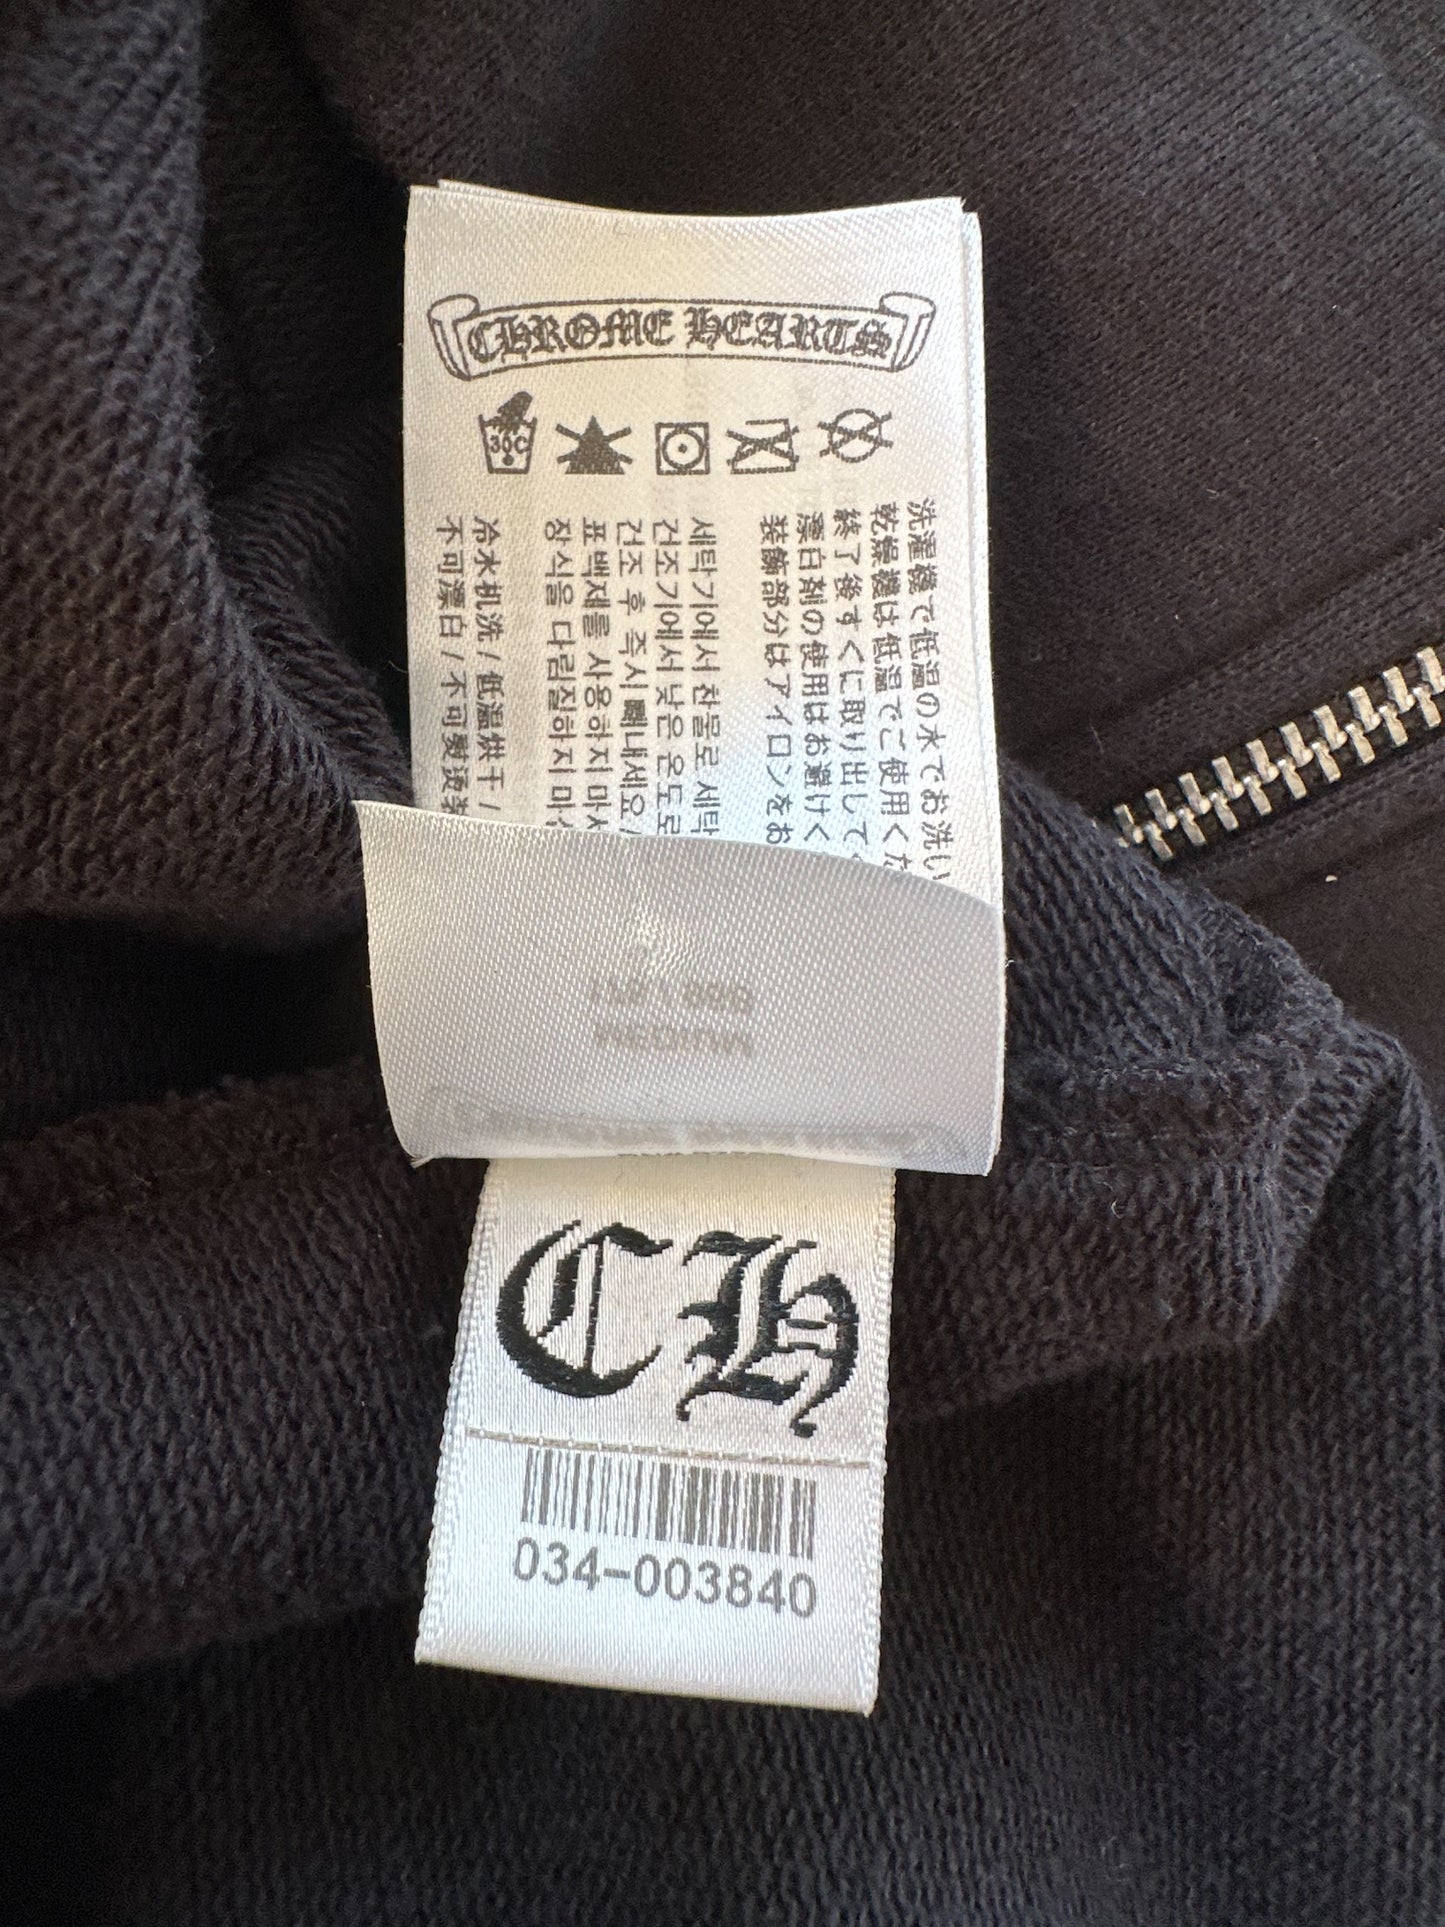 CHROME HEARTS
30C
洗濯機で低温の水でお洗い
乾燥機は低温でご使用くだ
終了後すぐに取り出して
漂白剤の使用はお避けく
装飾部分はアイロンをお
세탁기에서 찬물로 세탁
건조기에서 낮은 온도로
건조 후 즉시 빼내세요/
표백제를 사용하지 마
장식을 다림질하지 마
冷水机洗 / 低温烘干 /
不可漂白 / 不可熨烫
CH
034-003840